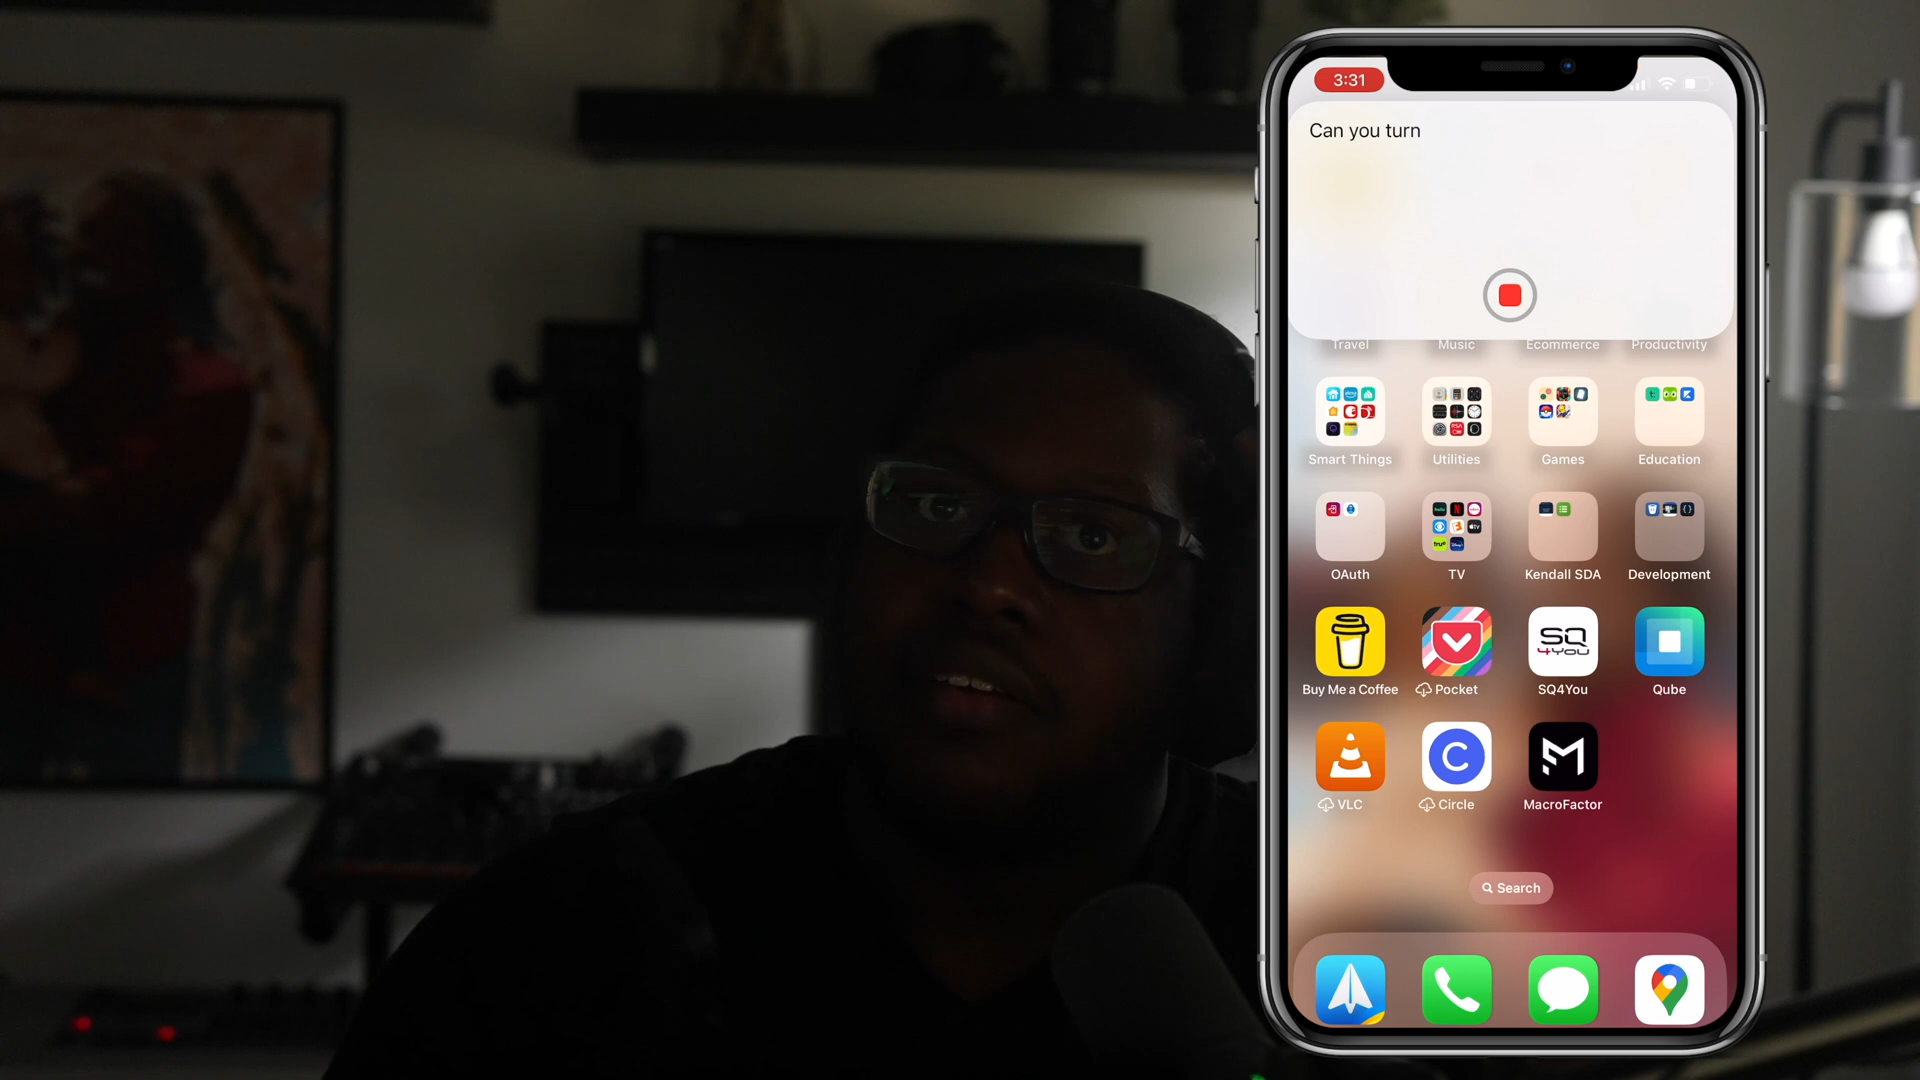 3:31
Can you turn
Travel Music Ecommerce Productivity
Smart Things Utilities Games Education
OAuth TV Kendall SDA Development
SQ
4YOU
Buy Me a Coffee Pocket SQ4You Qube
C
VLC Circle MacroFactor
Search